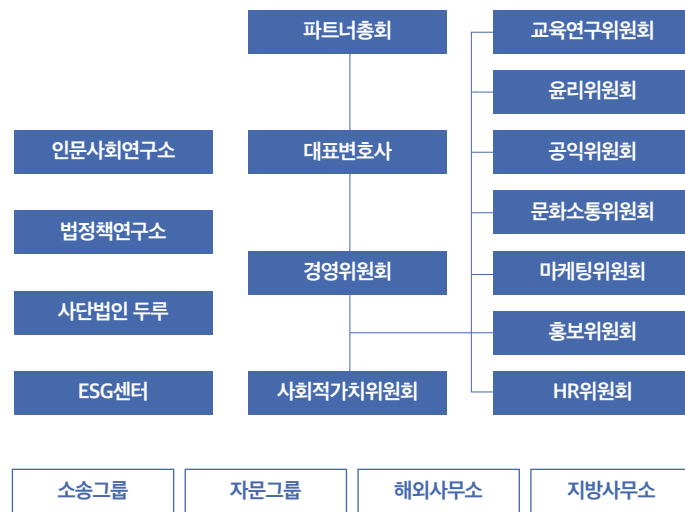 파트너총회
교육연구위원회
윤리위원회
인문사회연구소
대표변호사
공익위원회
법정책연구소
문화소통위원회
경영위원회
마케팅위원회
사단법인 두루
홍보위원회
ESG센터
사회적가치위원회
HR위원회
소송그룹
자문그룹
해외사무소
지방사무소